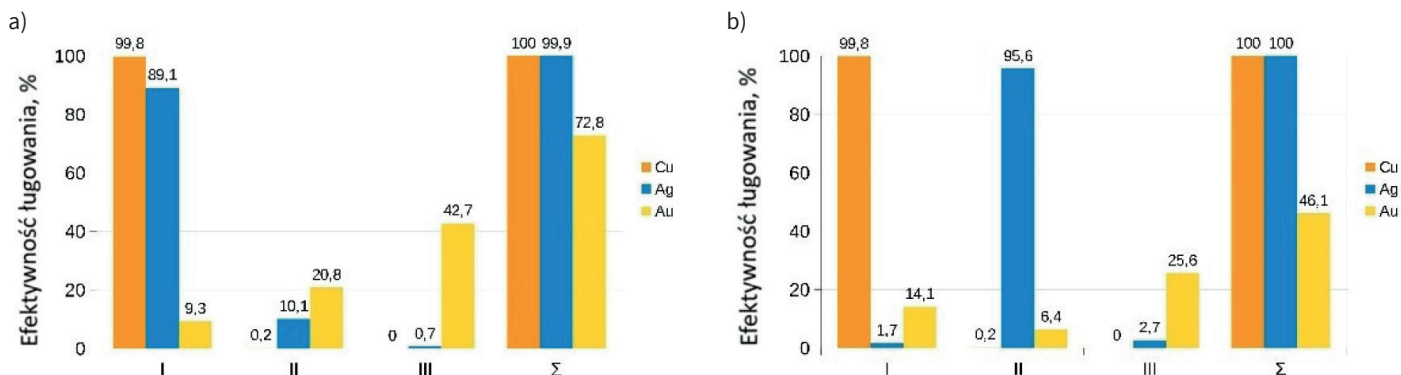 a)
Efektywność ługowania, %
100
80
60
40
20
0
99,8
89,1
9,3
0,2
10,1
20,8
0
0,7
42,7
100
99,9
72,8
I
II
III
Σ
Cu
Ag
Au
b)
Efektywność ługowania, %
100
80
60
40
20
0
99,8
1,7
14,1
0,2
95,6
6,4
0
2,7
25,6
100
100
46,1
I
II
III
Σ
Cu
Ag
Au